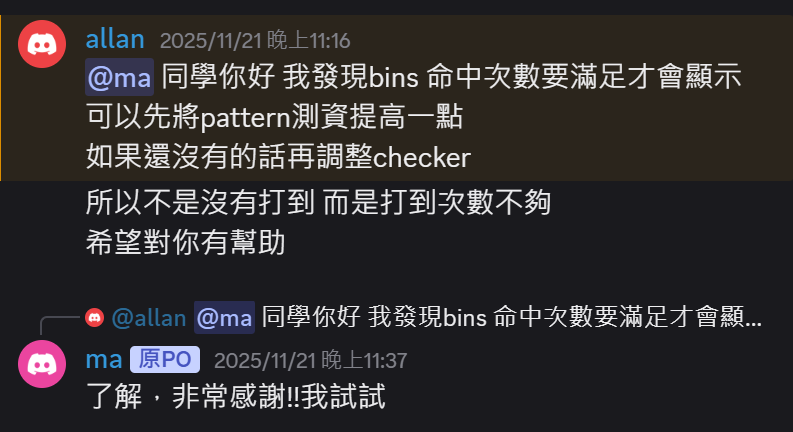 allan 2025/11/21 晚上11:16
@ma 同學你好 我發現bins 命中次數要滿足才會顯示
可以先將pattern測資提高一點
如果還沒有的話再調整checker
所以不是沒有打到 而是打到次數不夠
希望對你有幫助
@allan @ma 同學你好 我發現bins 命中次數要滿足才會顯...
ma 原PO 2025/11/21 晚上11:37
了解，非常感謝!!我試試